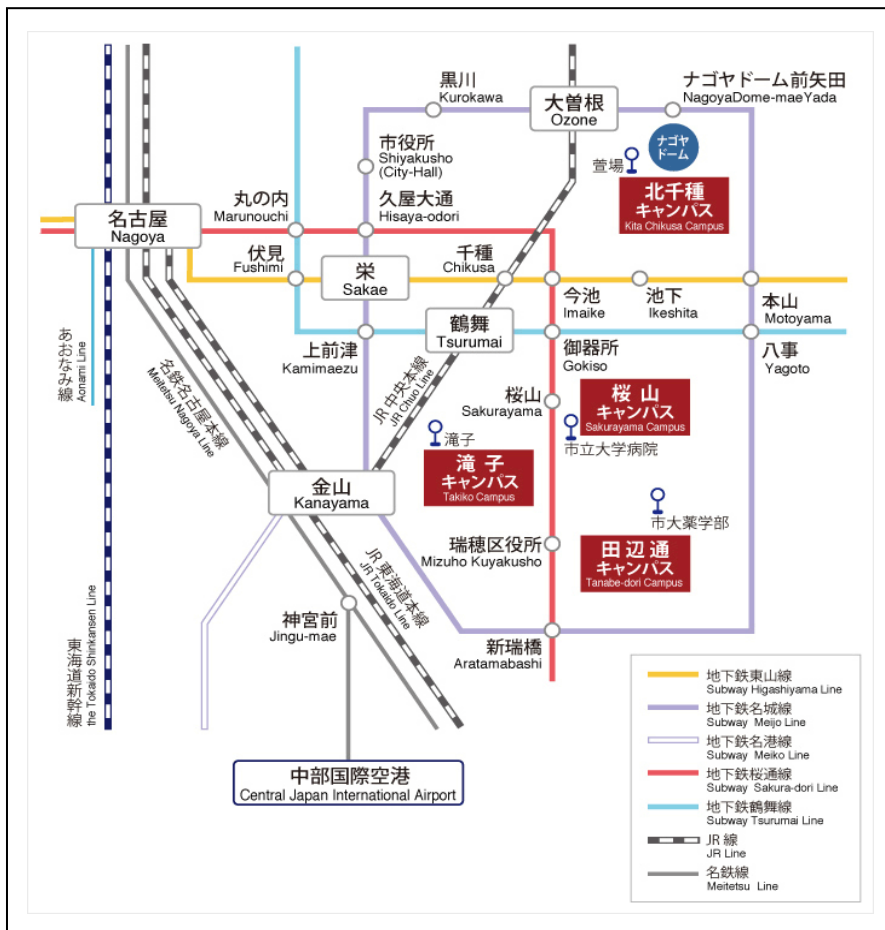 黒川
Kurokawa
大曽根
Ozone
ナゴヤドーム前矢田
NagoyaDome-maeYada
市役所
Shiyakusho
(City-Hall)
ナゴヤ
ドーム
萱場
北千種
キャンパス
Kita Chikusa Campus
丸の内
Marunouchi
久屋大通
Hisaya-odori
名古屋
Nagoya
伏見
Fushimi
栄
Sakae
千種
Chikusa
今池
Imaike
池下
Ikeshita
本山
Motoyama
上前津
Kamimaezu
鶴舞
Tsurumai
御器所
Gokiso
八事
Yagoto
あおなみ線
Aonami Line
名鉄名古屋本線
Meitetsu Nagoya Line
JR 中央本線
JR Chuo Line
桜山
Sakurayama
桜 山
キャンパス
Sakurayama Campus
市立大学病院
滝子
滝 子
キャンパス
Takiko Campus
金山
Kanayama
市大薬学部
瑞穂区役所
Mizuho Kuyakusho
田 辺 通
キャンパス
Tanabe-dori Campus
JR 東海道本線
JR Tokaido Line
神宮前
Jingu-mae
新瑞橋
Aratamabashi
東海道新幹線
the Tokaido Shinkansen Line
中部国際空港
Central Japan International Airport
地下鉄東山線
Subway Higashiyama Line
地下鉄名城線
Subway Meijo Line
地下鉄名港線
Subway Meiko Line
地下鉄桜通線
Subway Sakura-dori Line
地下鉄鶴舞線
Subway Tsurumai Line
JR 線
JR Line
名鉄線
Meitetsu Line